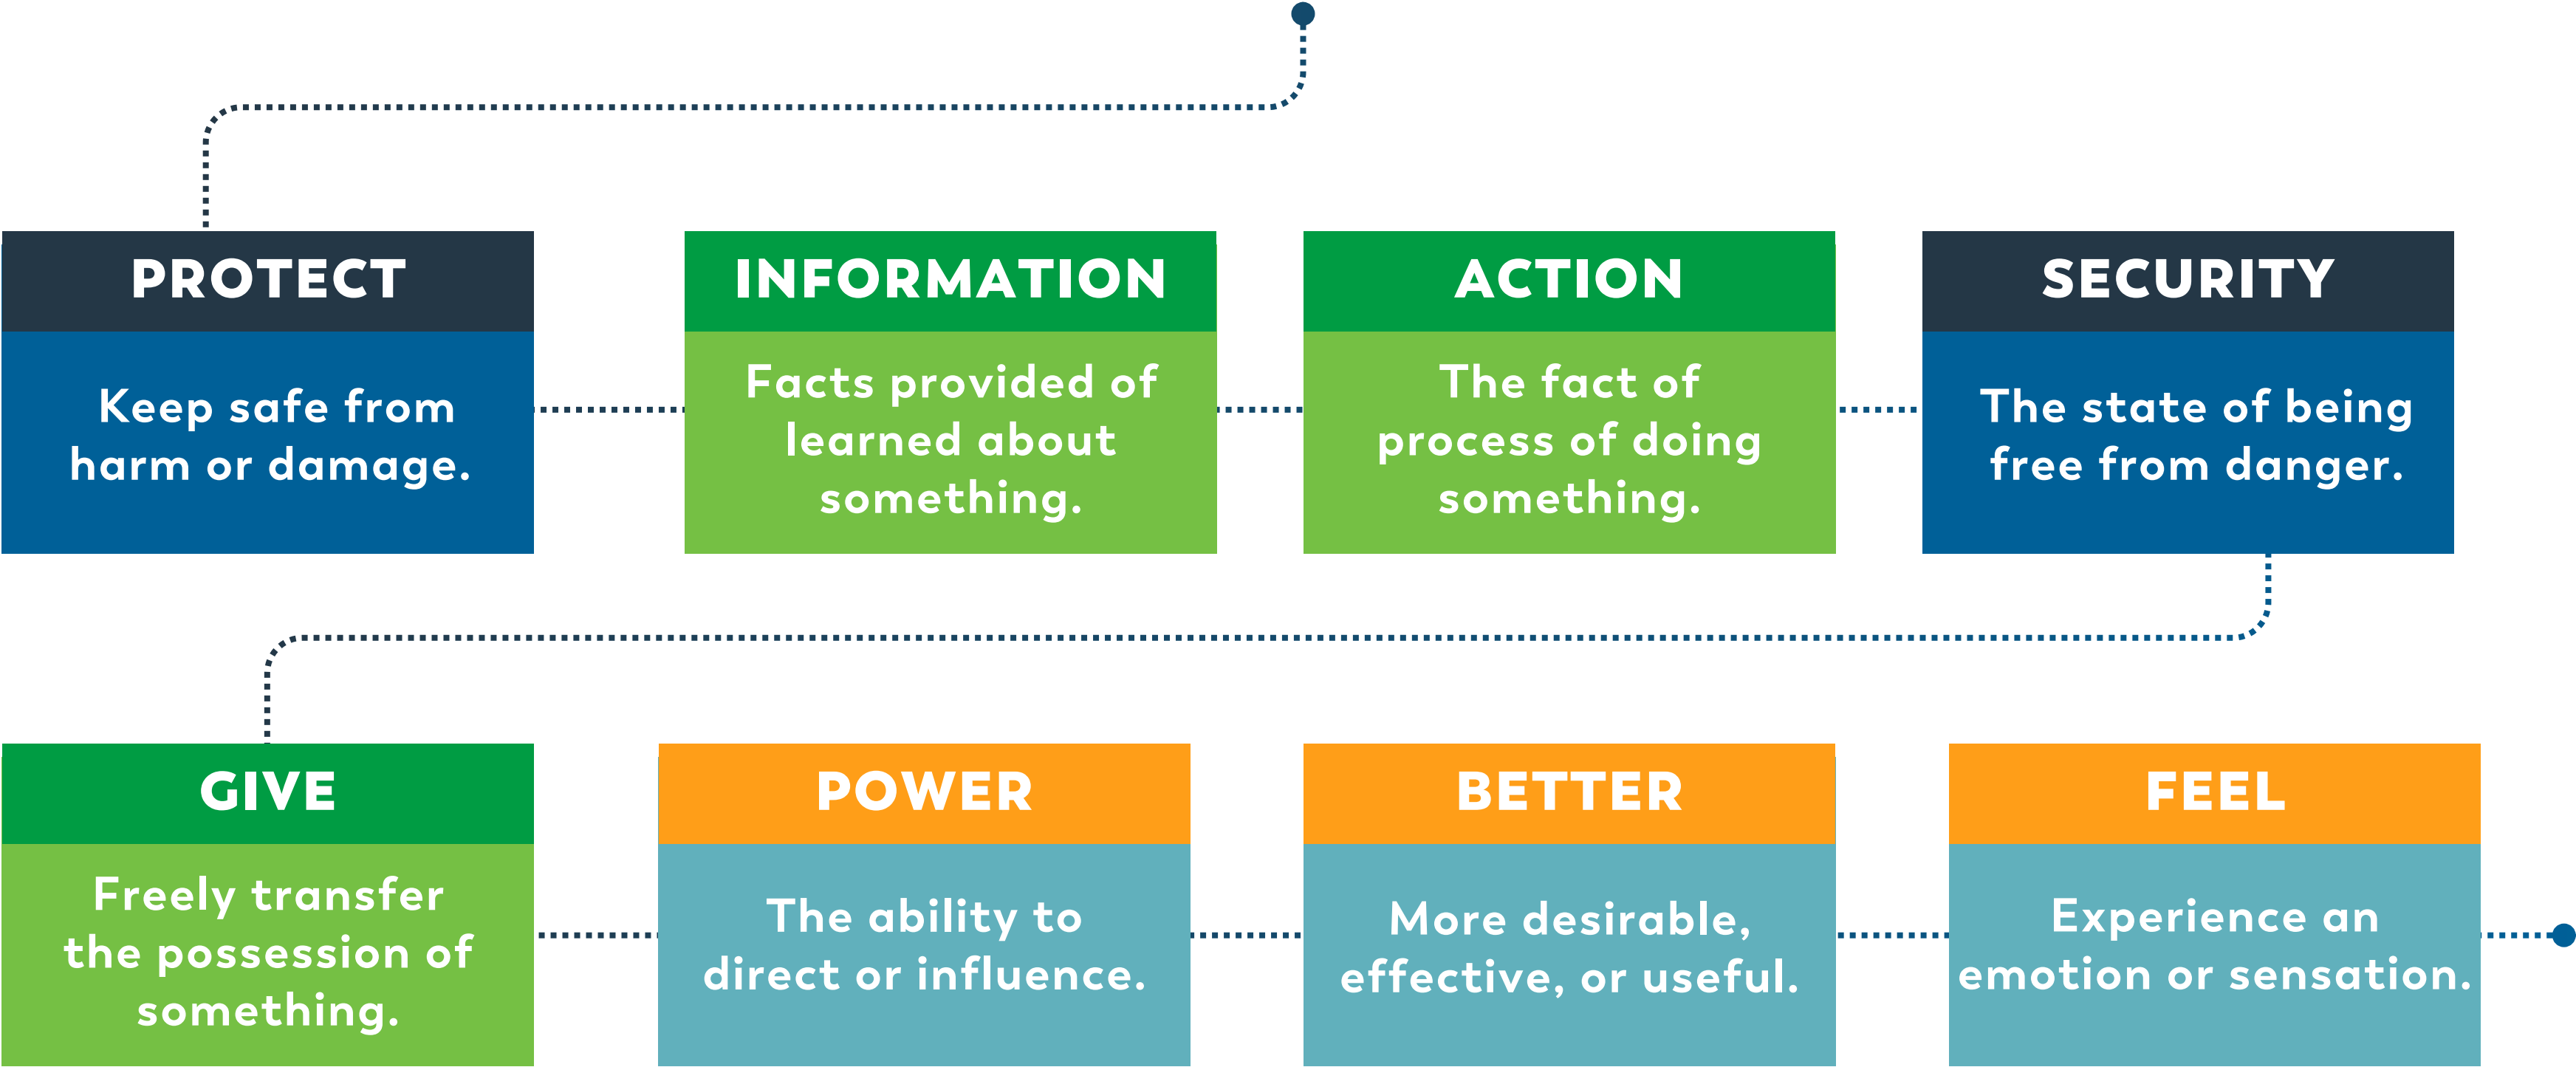 PROTECT
Keep safe from
harm or damage.
INFORMATION
Facts provided of
learned about
something.
ACTION
The fact of
process of doing
something.
SECURITY
The state of being
free from danger.
GIVE
Freely transfer
the possession of
something.
POWER
The ability to
direct or influence.
BETTER
More desirable,
effective, or useful.
FEEL
Experience an
emotion or sensation.